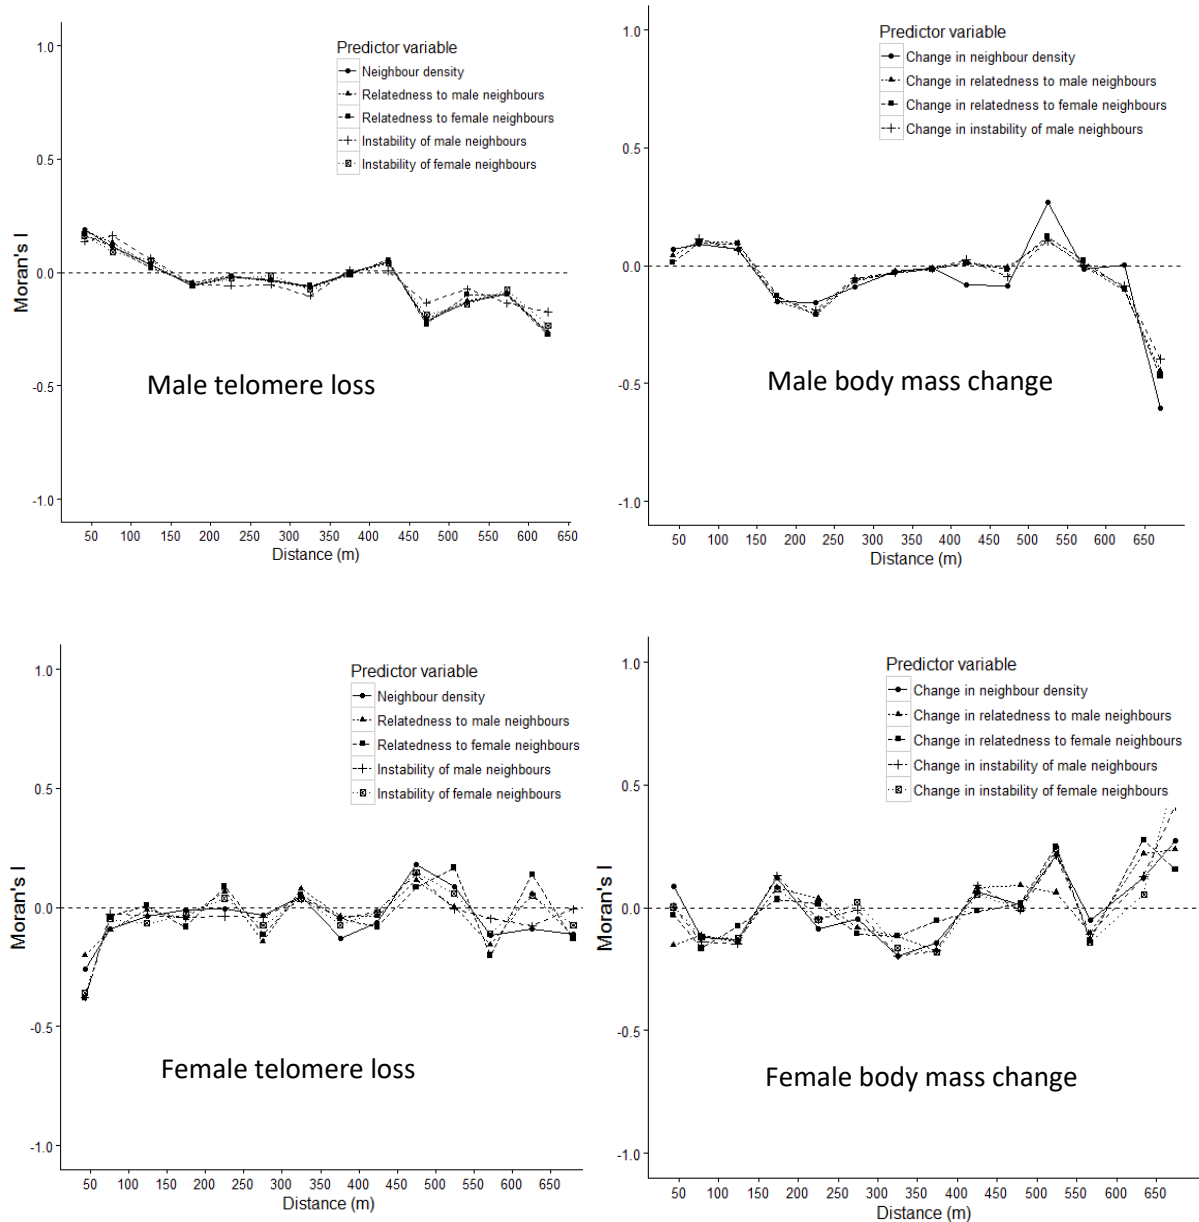 Predictor variable
Neighbour density
Relatedness to male neighbours
Relatedness to female neighbours
Instability of male neighbours
Instability of female neighbours
Moran's I
1.0
0.5
0.0
-0.5
-1.0
Male telomere loss
50 100 150 200 250 300 350 400 450 500 550 600 650
Distance (m)
Predictor variable
Change in neighbour density
Change in relatedness to male neighbours
Change in relatedness to female neighbours
Change in instability of male neighbours
1.0
0.5
0.0
-0.5
-1.0
Male body mass change
50 100 150 200 250 300 350 400 450 500 550 600 650
Distance (m)
Predictor variable
Neighbour density
Relatedness to male neighbours
Relatedness to female neighbours
Instability of male neighbours
Instability of female neighbours
Moran's I
1.0
0.5
0.0
-0.5
-1.0
Female telomere loss
50 100 150 200 250 300 350 400 450 500 550 600 650
Distance (m)
Predictor variable
Change in neighbour density
Change in relatedness to male neighbours
Change in relatedness to female neighbours
Change in instability of male neighbours
Change in instability of female neighbours
Moran's I
1.0
0.5
0.0
-0.5
-1.0
Female body mass change
50 100 150 200 250 300 350 400 450 500 550 600 650
Distance (m)